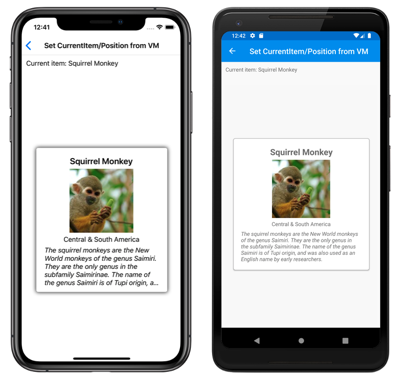 12:41
Set CurrentItem/Position from VM
Current item: Squirrel Monkey
Squirrel Monkey
Central & South America
The squirrel monkeys are the New
World monkeys of the genus Saimiri.
They are the only genus in the
subfamily Saimirinae. The name of
the genus Saimiri is of Tupi origin, a...
12:42
Set CurrentItem/Position from VM
Current item: Squirrel Monkey
Squirrel Monkey
Central & South America
The squirrel monkeys are the New World monkeys
of the genus Saimiri. They are the only genus in
the subfamily Saimirinae. The name of the genus
Saimiri is of Tupi origin, and was also used as an
English name by early researchers.